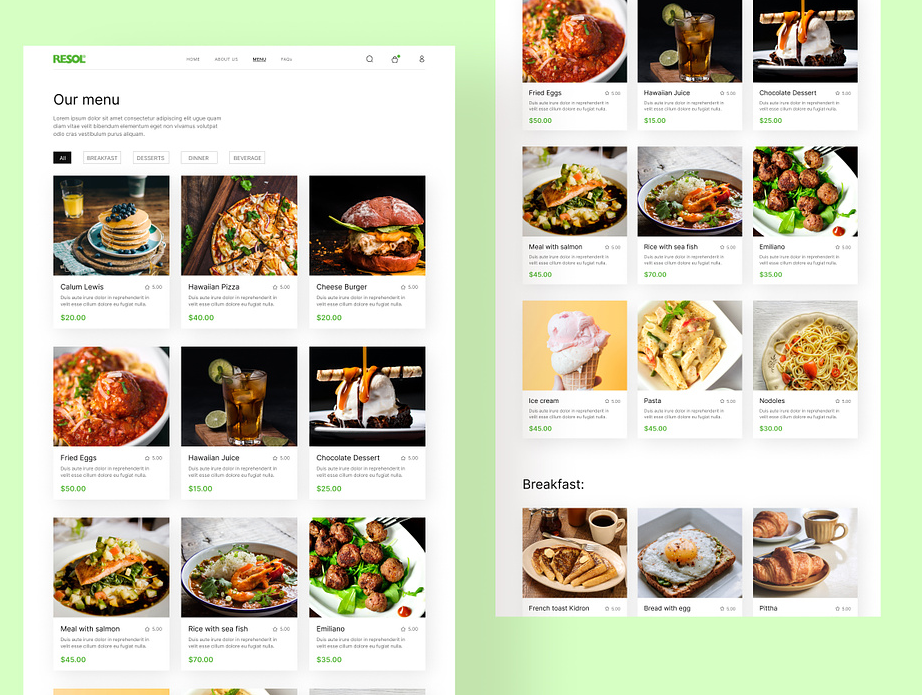 RESOL
HOME ABOUT US MENU FAQs
Our menu
Lorem ipsum dolor sit amet consectetur adipiscing elit ugue quam
diam vitae velit bibendum elementum eget non vivamus volutpat
odio cras vestibulum purus aliquam.
All BREAKFAST DESSERTS DINNER BEVERAGE
Calum Lewis 5.00
Duis aute irure dolor in reprehenderit in
velit esse cillum dolore eu fugiat nulla.
$20.00
Hawaiian Pizza 5.00
Duis aute irure dolor in reprehenderit in
velit esse cillum dolore eu fugiat nulla.
$40.00
Cheese Burger 5.00
Duis aute irure dolor in reprehenderit in
velit esse cillum dolore eu fugiat nulla.
$20.00
Fried Eggs 5.00
Duis aute irure dolor in reprehenderit in
velit esse cillum dolore eu fugiat nulla.
$50.00
Hawaiian Juice 5.00
Duis aute irure dolor in reprehenderit in
velit esse cillum dolore eu fugiat nulla.
$15.00
Chocolate Dessert 5.00
Duis aute irure dolor in reprehenderit in
velit esse cillum dolore eu fugiat nulla.
$25.00
Meal with salmon 5.00
Duis aute irure dolor in reprehenderit in
velit esse cillum dolore eu fugiat nulla.
$45.00
Rice with sea fish 5.00
Duis aute irure dolor in reprehenderit in
velit esse cillum dolore eu fugiat nulla.
$70.00
Emiliano 5.00
Duis aute irure dolor in reprehenderit in
velit esse cillum dolore eu fugiat nulla.
$35.00
Fried Eggs 5.00
Duis aute irure dolor in reprehenderit in
velit esse cillum dolore eu fugiat nulla.
$50.00
Hawaiian Juice 5.00
Duis aute irure dolor in reprehenderit in
velit esse cillum dolore eu fugiat nulla.
$15.00
Chocolate Dessert 5.00
Duis aute irure dolor in reprehenderit in
velit esse cillum dolore eu fugiat nulla.
$25.00
Meal with salmon 5.00
Duis aute irure dolor in reprehenderit in
velit esse cillum dolore eu fugiat nulla.
$45.00
Rice with sea fish 5.00
Duis aute irure dolor in reprehenderit in
velit esse cillum dolore eu fugiat nulla.
$70.00
Emiliano 5.00
Duis aute irure dolor in reprehenderit in
velit esse cillum dolore eu fugiat nulla.
$35.00
Ice cream 5.00
Duis aute irure dolor in reprehenderit in
velit esse cillum dolore eu fugiat nulla.
$45.00
Pasta 5.00
Duis aute irure dolor in reprehenderit in
velit esse cillum dolore eu fugiat nulla.
$45.00
Nodoles 5.00
Duis aute irure dolor in reprehenderit in
velit esse cillum dolore eu fugiat nulla.
$30.00
Breakfast:
French toast Kidron 5.00
Bread with egg 5.00
Pittha 5.00